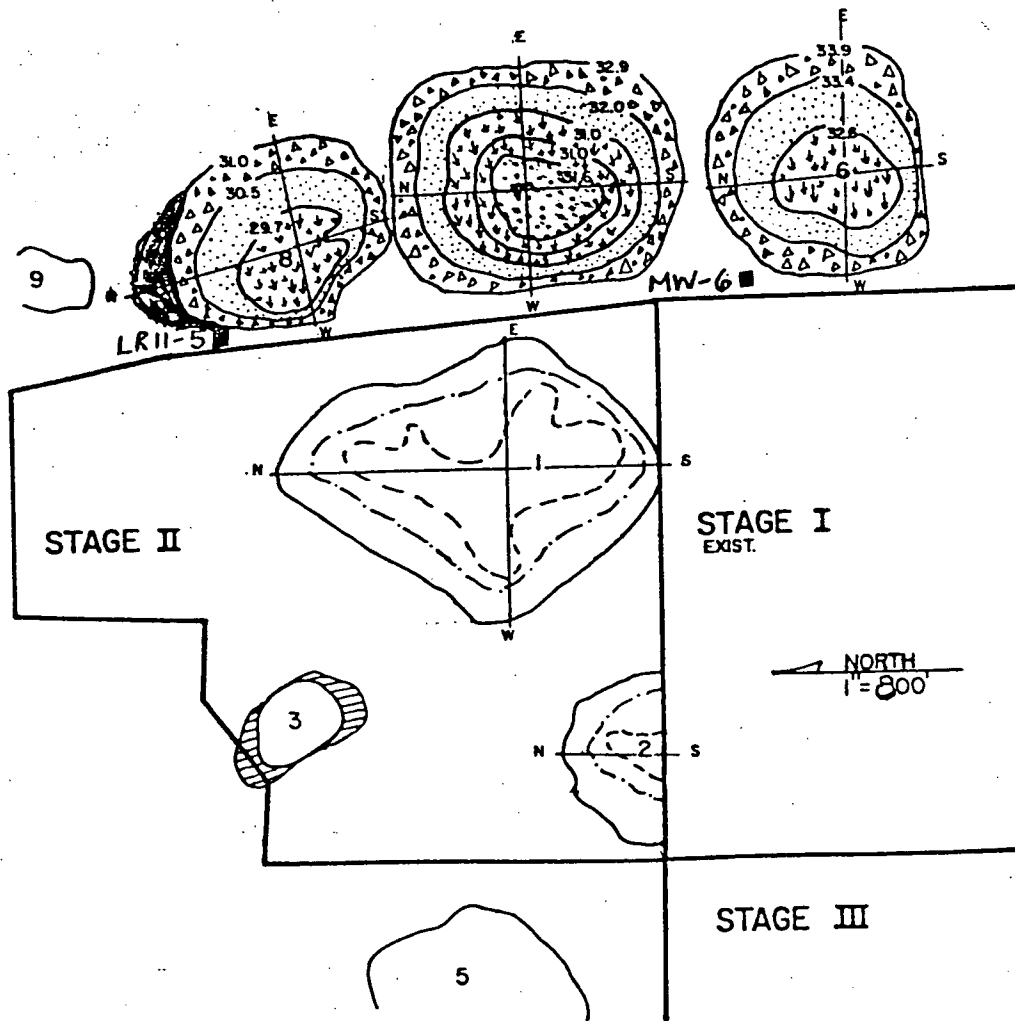 E
33.9
33.4
32.6
6
N
S
W
E
32.9
32.0
31.0
31.0
N
S
W
E
31.0
30.5
29.7
8
S
W
9
MW-6
LR11-5
E
N
1
S
W
STAGE II
STAGE I
EXIST.
NORTH
1"=800'
3
N
2
S
5
STAGE III